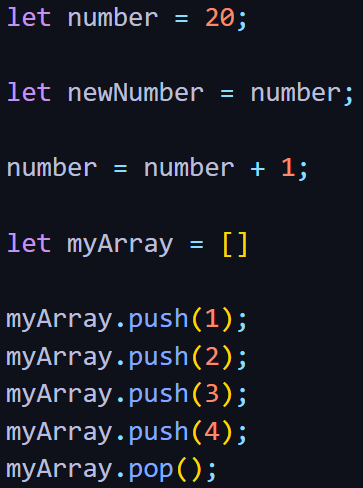 let number = 20;
let newNumber = number;
number = number + 1;
let myArray = []
myArray.push(1);
myArray.push(2);
myArray.push(3);
myArray.push(4);
myArray.pop();